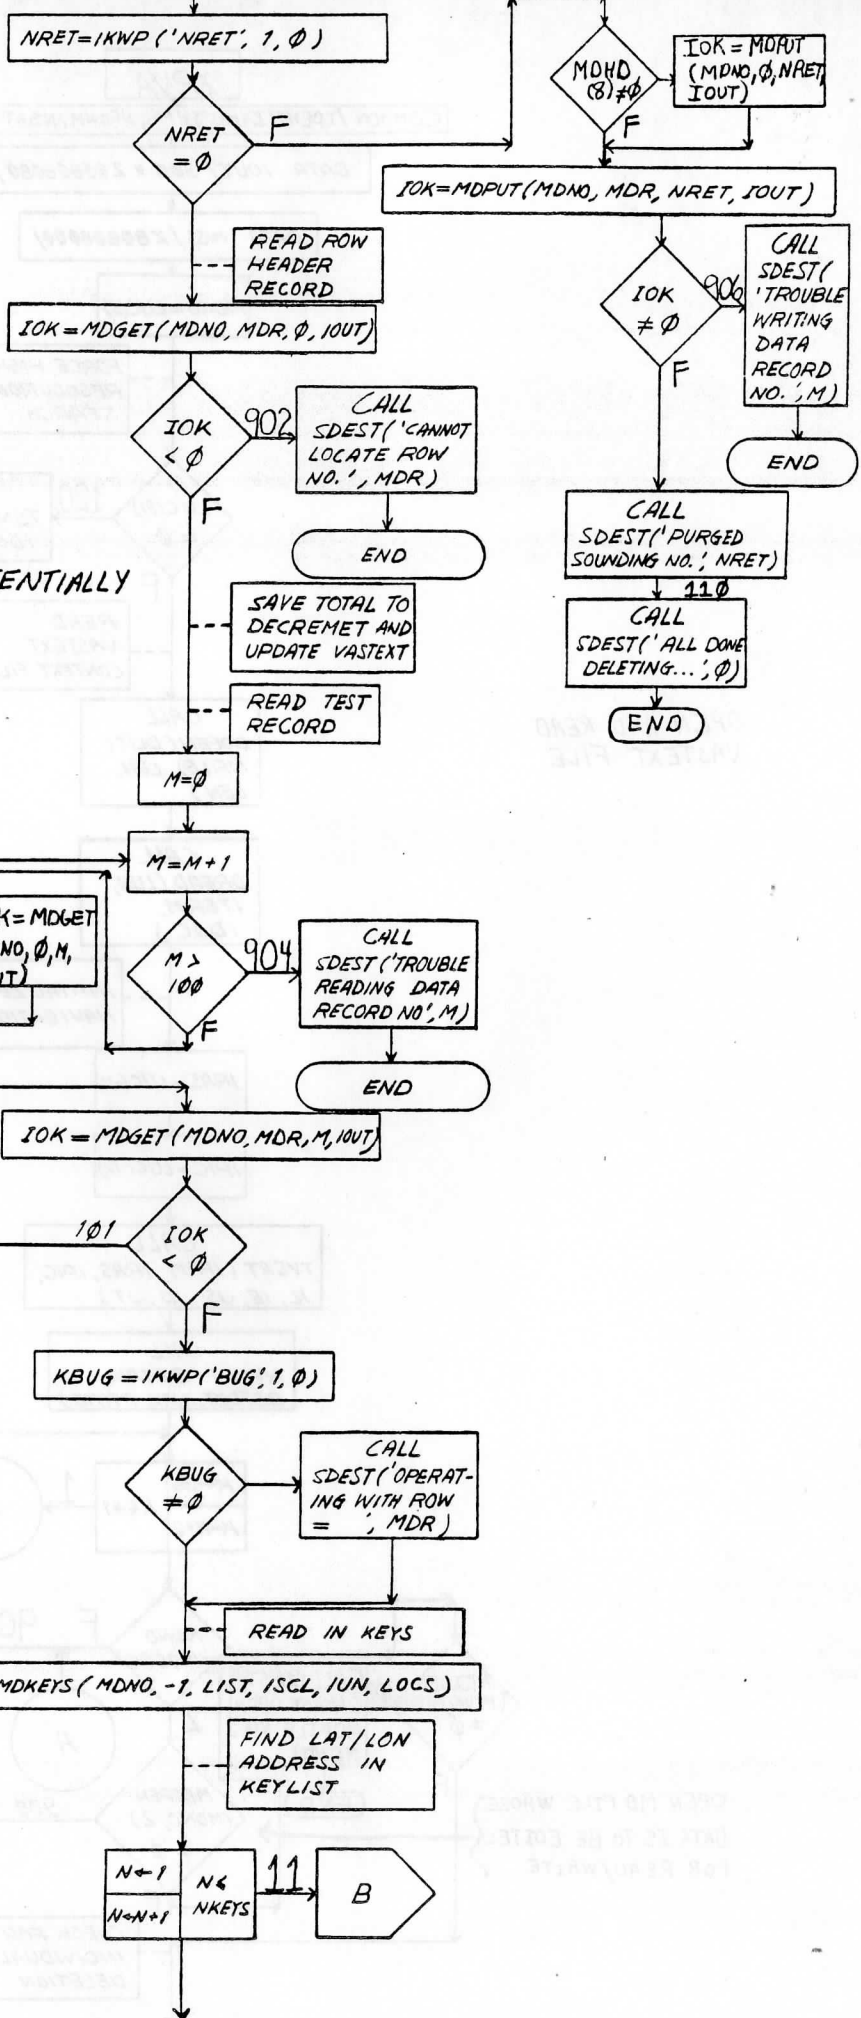 NRET=IKWP ('NRET', 1, Ø)
NRET
= Ø
F
READ ROW
HEADER
RECORD
IOK = MDGET (MDNO, MDR, Ø, IOUT)
IOK
< Ø
902
CALL
SDEST('CANNOT
LOCATE ROW
NO.', MDR)
F
END
ENTIALLY
SAVE TOTAL TO
DECREMET AND
UPDATE VASTEXT
READ TEST
RECORD
M=Ø
M=M+1
K= MDGET
NO, Ø, M,
UT)
M >
1ØØ
904
CALL
SDEST ('TROUBLE
READING DATA
RECORD NO', M)
F
END
IOK = MDGET (MDNO, MDR, M, IOUT)
1Ø1
IOK
< Ø
F
KBUG = IKWP('BUG', 1, Ø)
KBUG
≠ Ø
CALL
SDEST ('OPERAT-
ING WITH ROW
= ', MDR)
READ IN KEYS
MDKEYS ( MDNO, -1, LIST, ISCL, IUN, LOCS)
FIND LAT/LON
ADDRESS IN
KEYLIST
N←1
N←N+1
N≤
NKEYS
11
B
MDHD
(8)≠Ø
IOK = MDPUT
(MDNO, Ø, NRET,
IOUT)
F
IOK=MDPUT(MDNO, MDR, NRET, IOUT)
IOK
≠ Ø
906
CALL
SDEST(
'TROUBLE
WRITING
DATA
RECORD
NO.', M)
F
END
CALL
SDEST('PURGED
SOUNDING NO.', NRET)
11Ø
CALL
SDEST('ALL DONE
DELETING...', Ø)
END